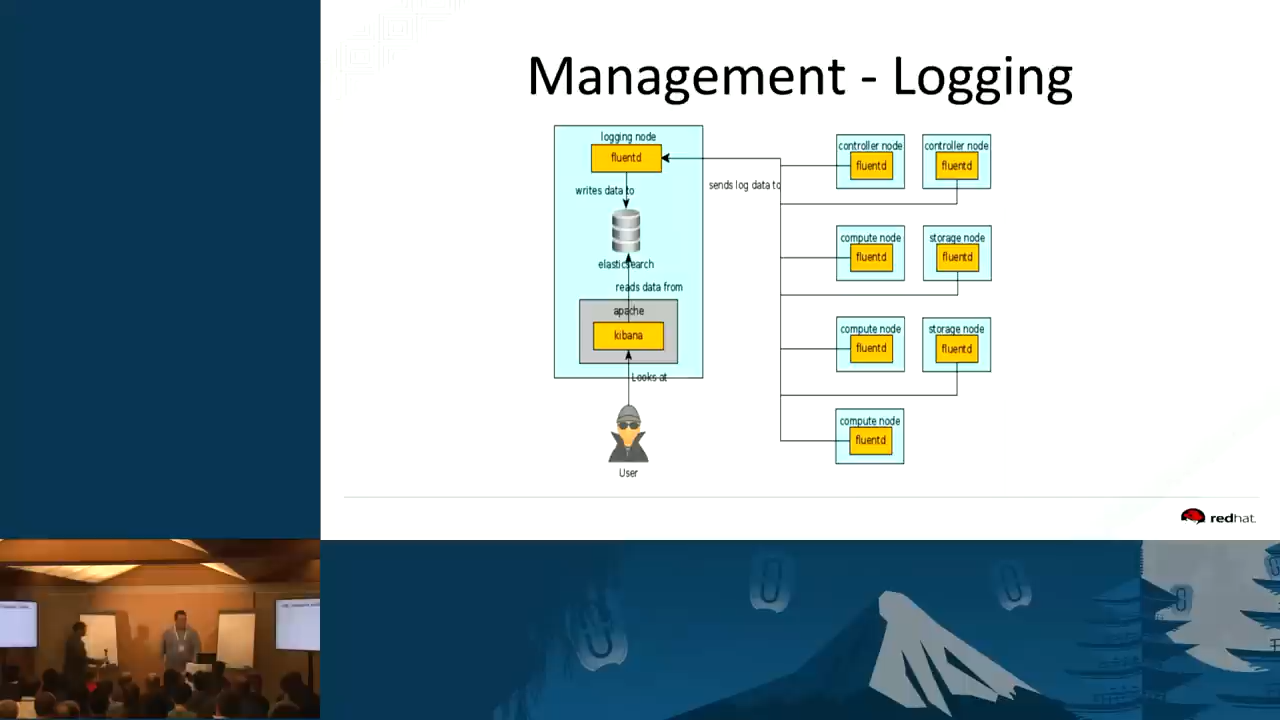 Management - Logging
logging node
fluentd
writes data to
elasticsearch
reads data from
apache
kibana
Looks at
User
sends log data to
controller node
fluentd
controller node
fluentd
compute node
fluentd
storage node
fluentd
compute node
fluentd
storage node
fluentd
compute node
fluentd
redhat.